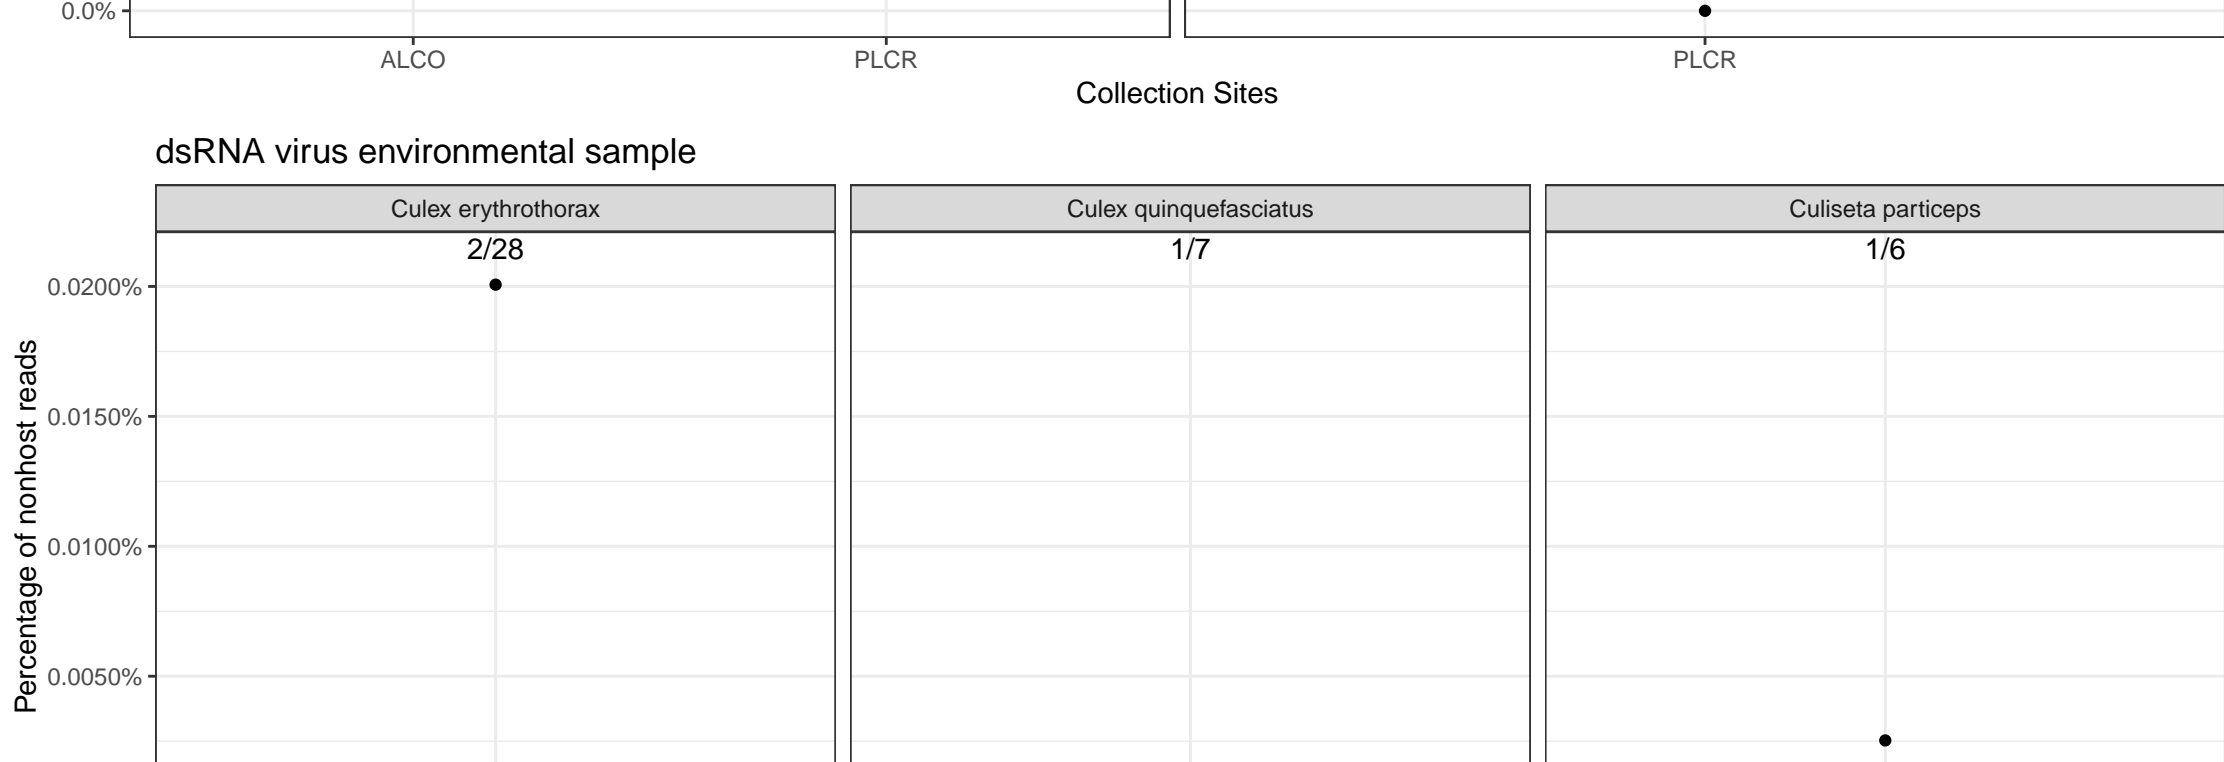 0.0%
ALCO PLCR PLCR
Collection Sites
dsRNA virus environmental sample
Culex erythrothorax Culex quinquefasciatus Culiseta particeps
2/28 1/7 1/6
0.0200%
0.0150%
0.0100%
0.0050%
Percentage of nonhost reads